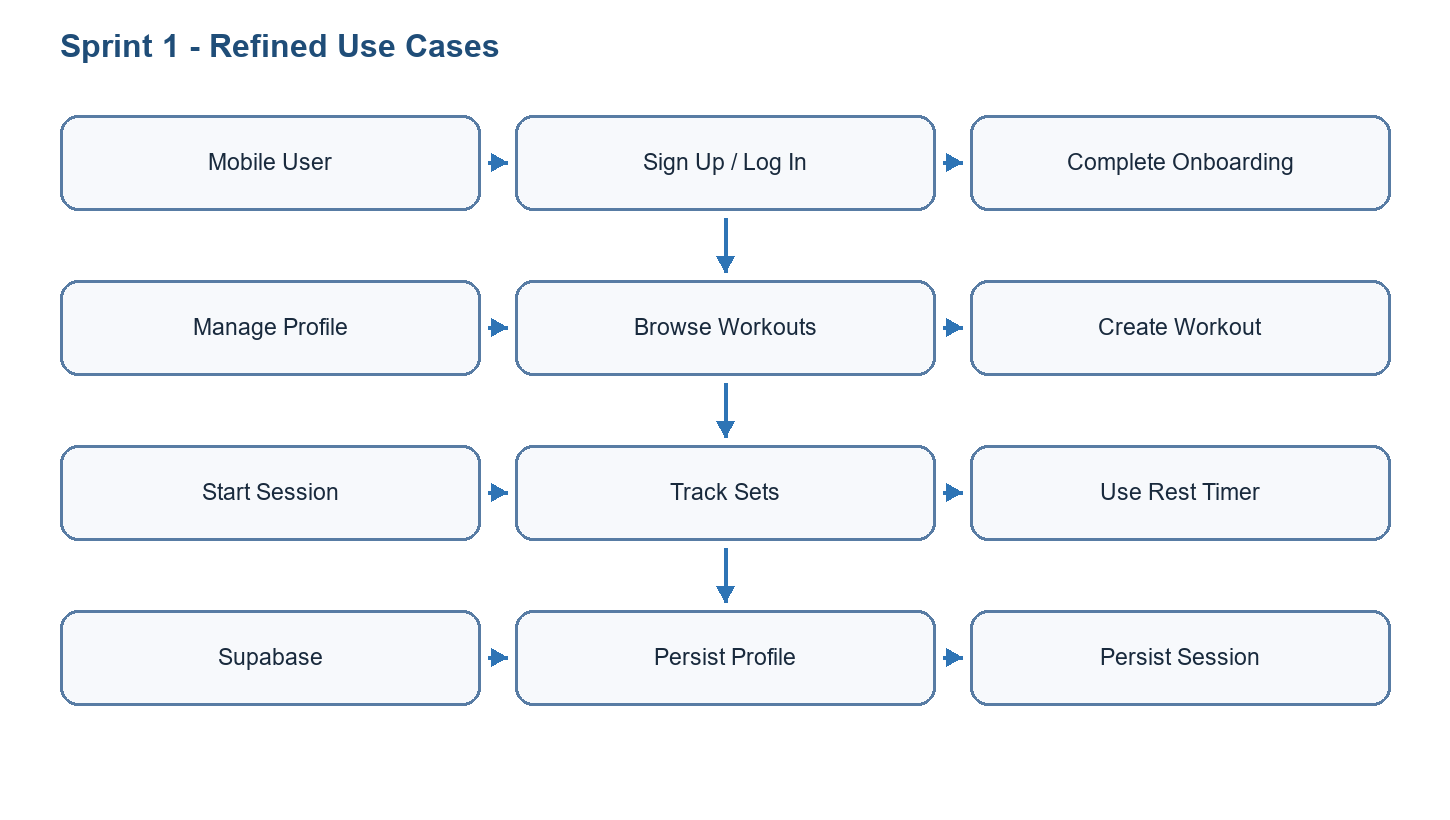 Sprint 1 - Refined Use Cases
Mobile User
Sign Up / Log In
Complete Onboarding
Manage Profile
Browse Workouts
Create Workout
Start Session
Track Sets
Use Rest Timer
Supabase
Persist Profile
Persist Session